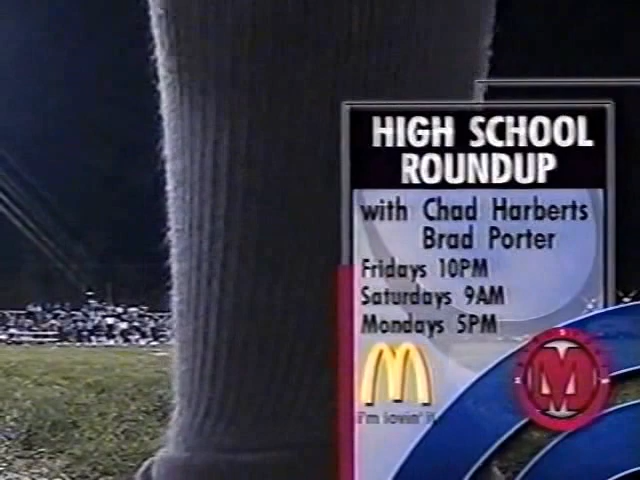 HIGH SCHOOL
ROUNDUP
with Chad Harberts
Brad Porter
Fridays 10PM
Saturdays 9AM
Mondays 5PM
i'm lovin' it
M